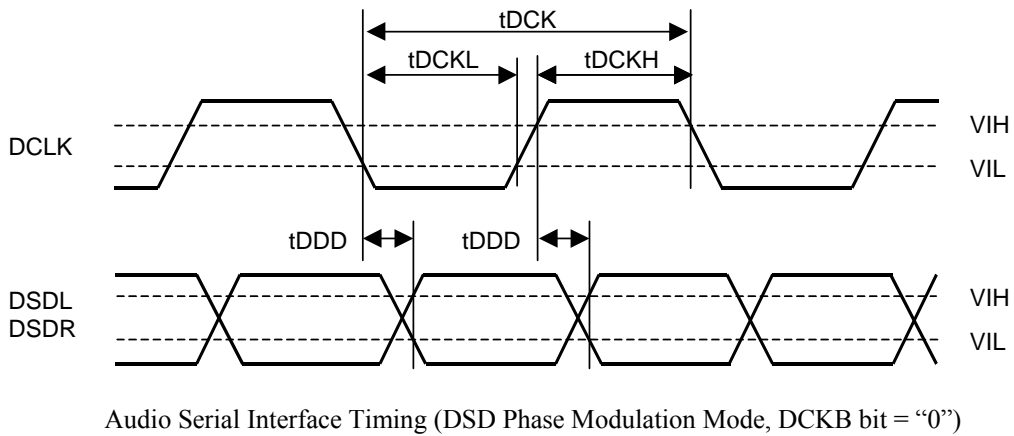 tDCK
tDCKL
tDCKH
VIH
DCLK
VIL
tDDD
tDDD
DSDL
VIH
DSDR
VIL
Audio Serial Interface Timing (DSD Phase Modulation Mode, DCKB bit = “0”)